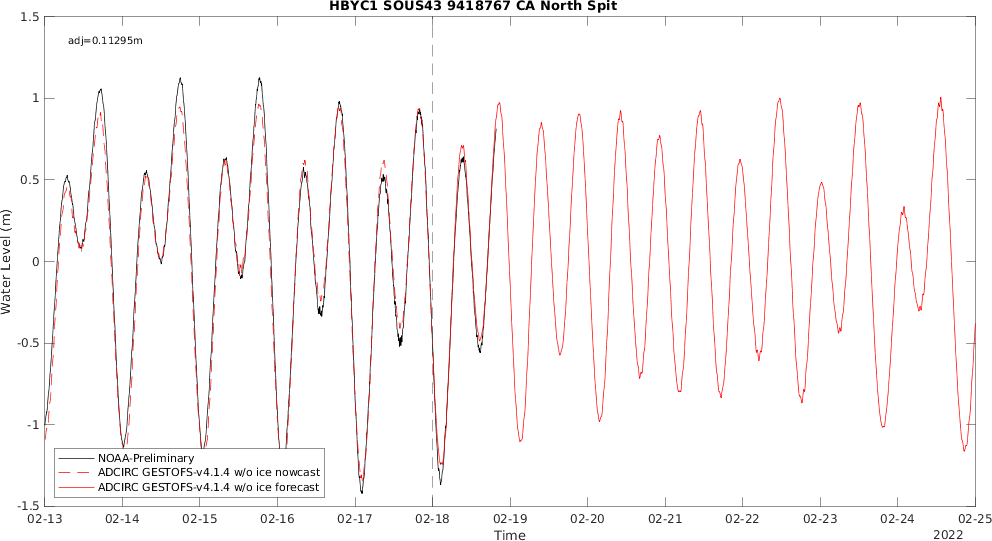 HBYC1 SOUS43 9418767 CA North Spit
adj=0.11295m
Water Level (m)
1.5
1
0.5
0
-0.5
-1
-1.5
NOAA-Preliminary
ADCIRC GESTOFS-v4.1.4 w/o ice nowcast
ADCIRC GESTOFS-v4.1.4 w/o ice forecast
02-13 02-14 02-15 02-16 02-17 02-18 02-19 02-20 02-21 02-22 02-23 02-24 02-25
Time
2022